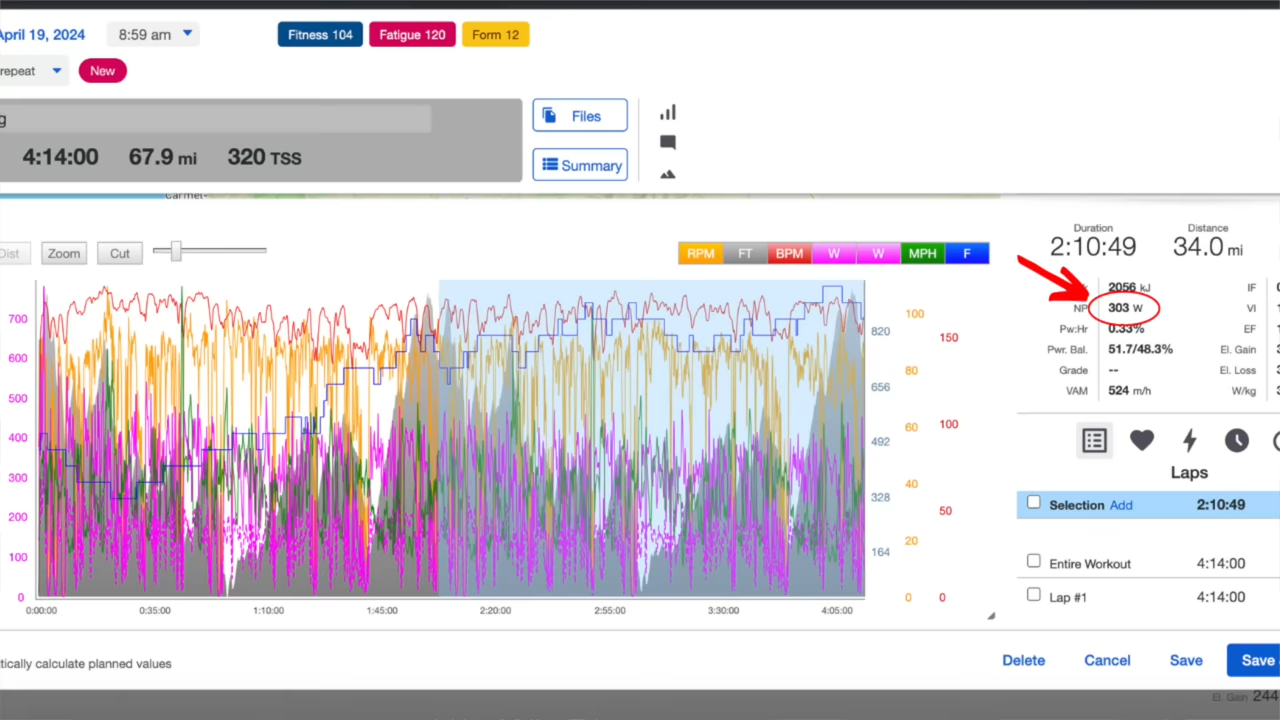 April 19, 2024 8:59 am Fitness 104 Fatigue 120 Form 12
repeat New
g Files
4:14:00 67.9 mi 320 TSS Summary
Carmel-
Duration Distance
2:10:49 34.0 mi
Dist Zoom Cut RPM FT BPM W W MPH F
2056 kJ IF 0
NP 303 W VI 1
Pw:Hr 0.33% EF 1
Pwr. Bal. 51.7/48.3% El. Gain 3
Grade -- El. Loss 3
VAM 524 m/h W/kg 3
700 600 500 400 300 200 100 0
820 656 492 328 164
100 80 60 40 20 0
150 100 50 0
0:00:00 0:35:00 1:10:00 1:45:00 2:20:00 2:55:00 3:30:00 4:05:00
Laps
Selection Add 2:10:49
Entire Workout 4:14:00
Lap #1 4:14:00
tically calculate planned values Delete Cancel Save Save
El. Gain 244